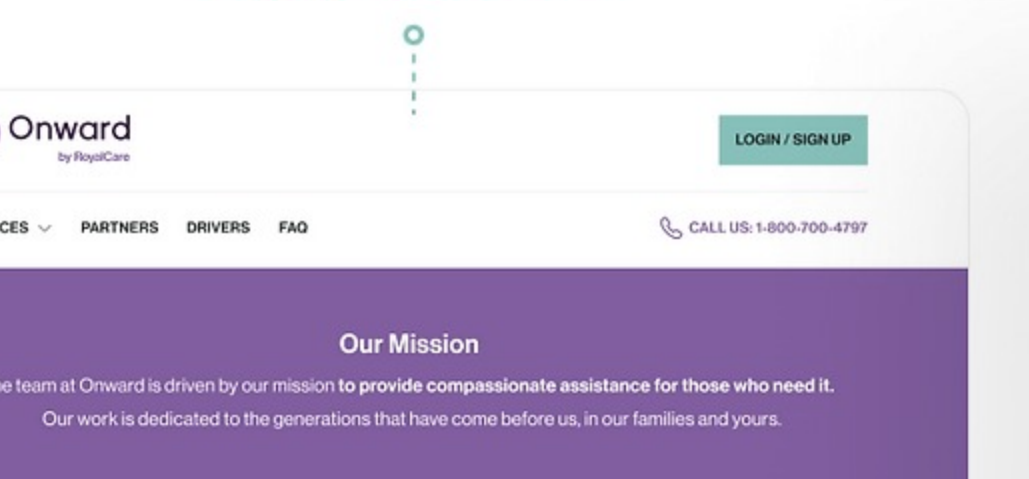 Onward
by RoyalCare
LOGIN / SIGN UP
CES PARTNERS DRIVERS FAQ CALL US: 1-800-700-4797
Our Mission
e team at Onward is driven by our mission to provide compassionate assistance for those who need it.
Our work is dedicated to the generations that have come before us, in our families and yours.